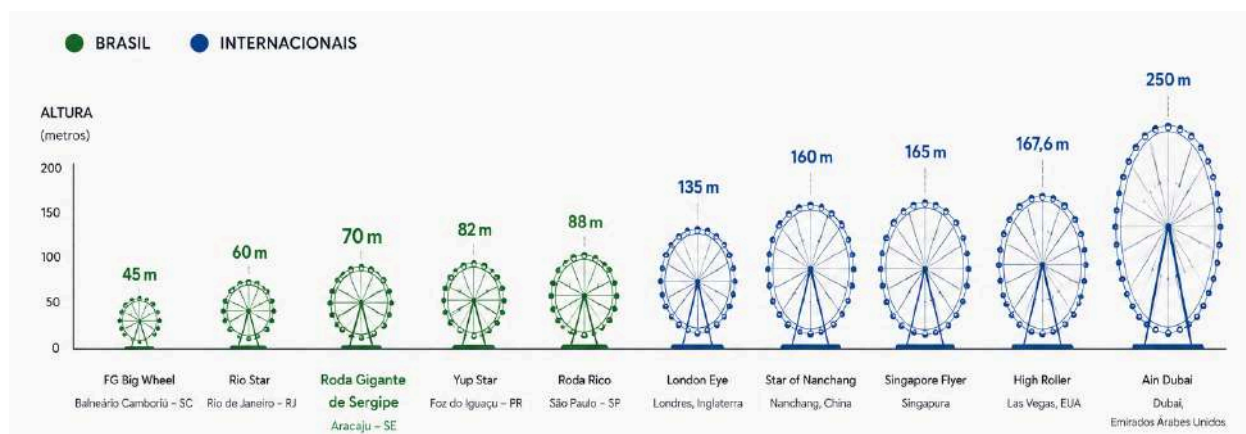 BRASIL
INTERNACIONAIS
ALTURA
(metros)
200
150
100
50
0
45 m
60 m
70 m
82 m
88 m
135 m
160 m
165 m
167,6 m
250 m
FG Big Wheel
Balneário Camboriú – SC
Rio Star
Rio de Janeiro – RJ
Roda Gigante
de Sergipe
Aracaju – SE
Yup Star
Foz do Iguaçu – PR
Roda Rico
São Paulo – SP
London Eye
Londres, Inglaterra
Star of Nanchang
Nanchang, China
Singapore Flyer
Singapura
High Roller
Las Vegas, EUA
Ain Dubai
Dubai,
Emirados Árabes Unidos